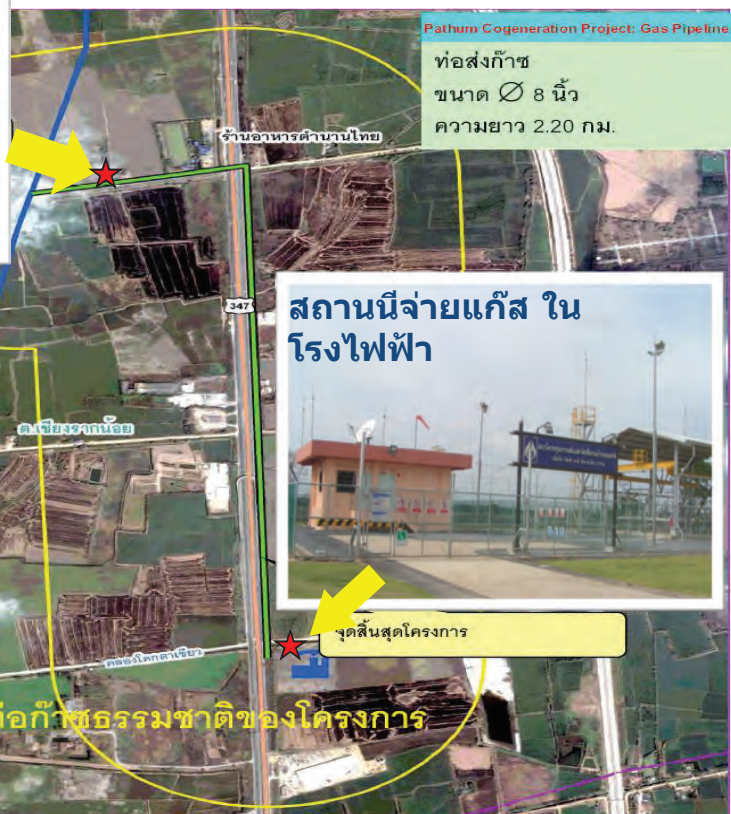 Pathum Cogeneration Project: Gas Pipeline
ท่อส่งก๊าซ
ขนาด Ø 8 นิ้ว
ความยาว 2.20 กม.
ร้านอาหารตำนานไทย
347
สถานนีจ่ายแก๊ส ใน
โรงไฟฟ้า
ต.เชียงรากน้อย
จุดสิ้นสุดโครงการ
คลองโคกตาเขียว
ท่อก๊าซธรรมชาติของโครงการ